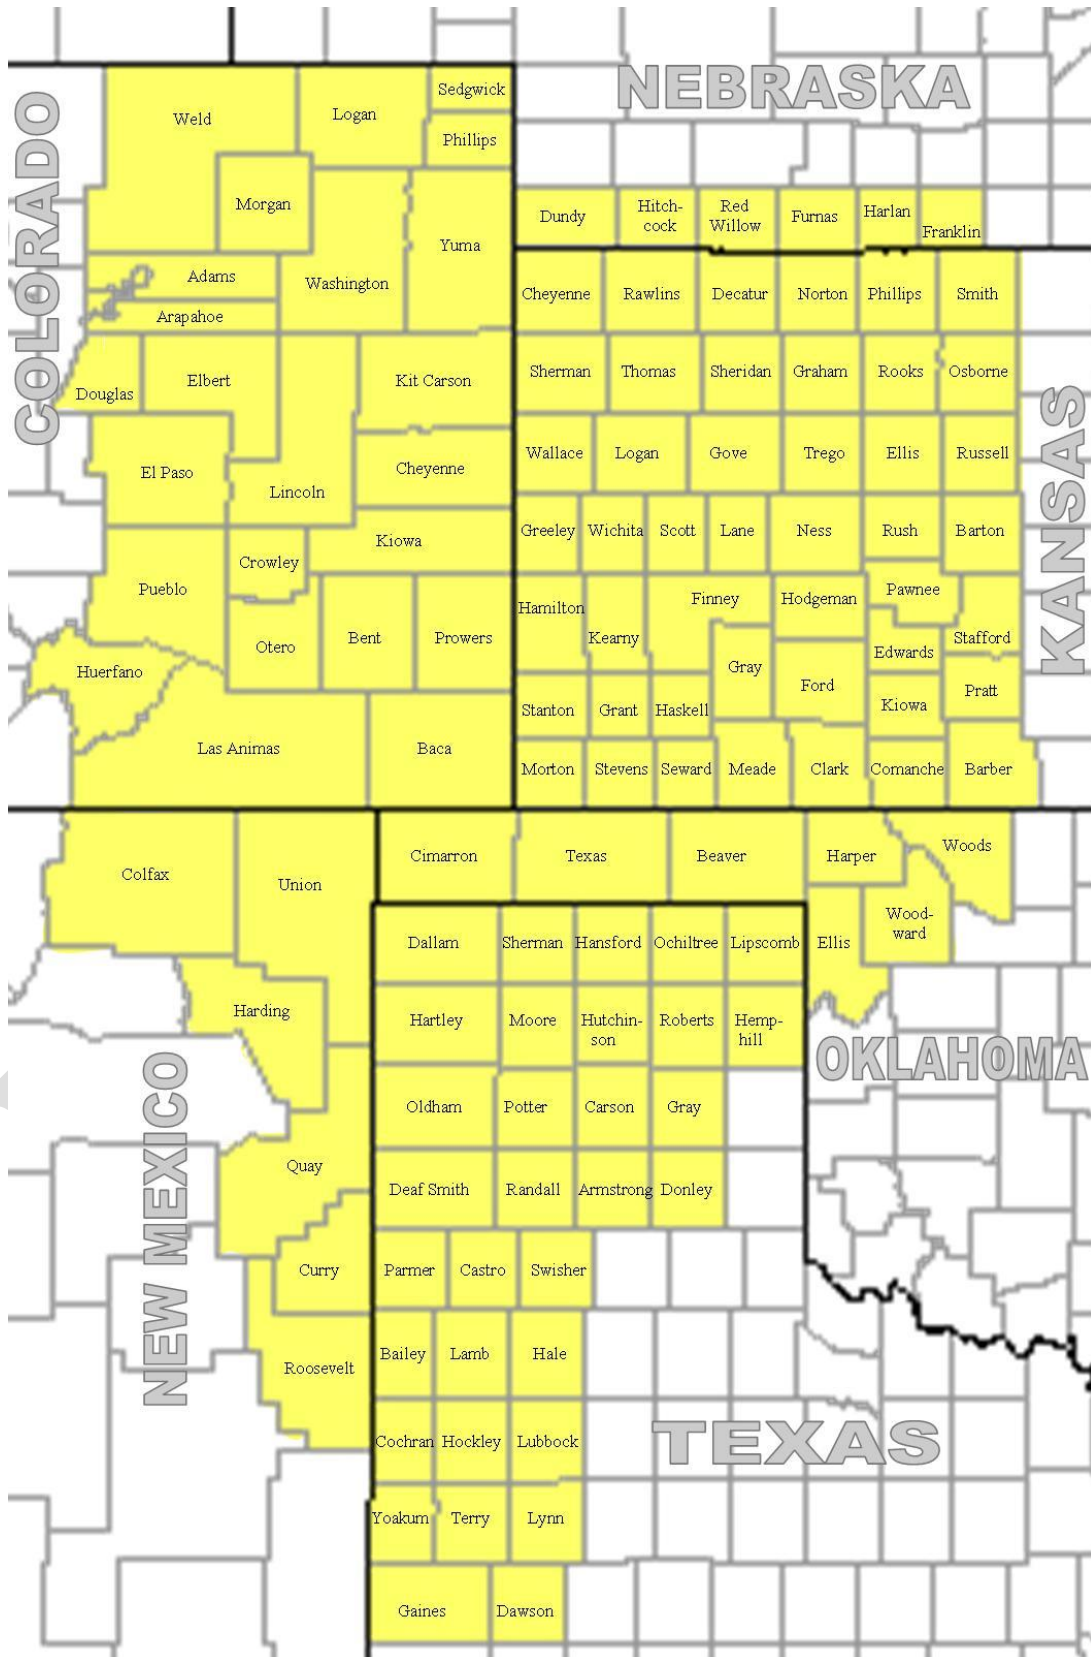 NEBRASKA
COLORADO
KANSAS
Weld
Logan
Sedgwick
Phillips
Morgan
Yuma
Adams
Washington
Arapahoe
Douglas
Elbert
Kit Carson
El Paso
Lincoln
Cheyenne
Kiowa
Crowley
Pueblo
Otero
Bent
Prowers
Huerfano
Las Animas
Baca
Dundy
Hitch-
cock
Red
Willow
Furnas
Harlan
Franklin
Cheyenne
Rawlins
Decatur
Norton
Phillips
Smith
Sherman
Thomas
Sheridan
Graham
Rooks
Osborne
Wallace
Logan
Gove
Trego
Ellis
Russell
Greeley
Wichita
Scott
Lane
Ness
Rush
Barton
Hamilton
Kearny
Finney
Hodgeman
Pawnee
Stafford
Edwards
Gray
Ford
Kiowa
Pratt
Stanton
Grant
Haskell
Morton
Stevens
Seward
Meade
Clark
Comanche
Barber
Colfax
Union
Harding
Quay
Curry
Roosevelt
NEW MEXICO
Cimarron
Texas
Beaver
Harper
Woods
Ellis
Wood-
ward
OKLAHOMA
Dallam
Sherman
Hansford
Ochiltree
Lipscomb
Hartley
Moore
Hutchin-
son
Roberts
Hemp-
hill
Oldham
Potter
Carson
Gray
Deaf Smith
Randall
Armstrong
Donley
Parmer
Castro
Swisher
Bailey
Lamb
Hale
Cochran
Hockley
Lubbock
TEXAS
Yoakum
Terry
Lynn
Gaines
Dawson